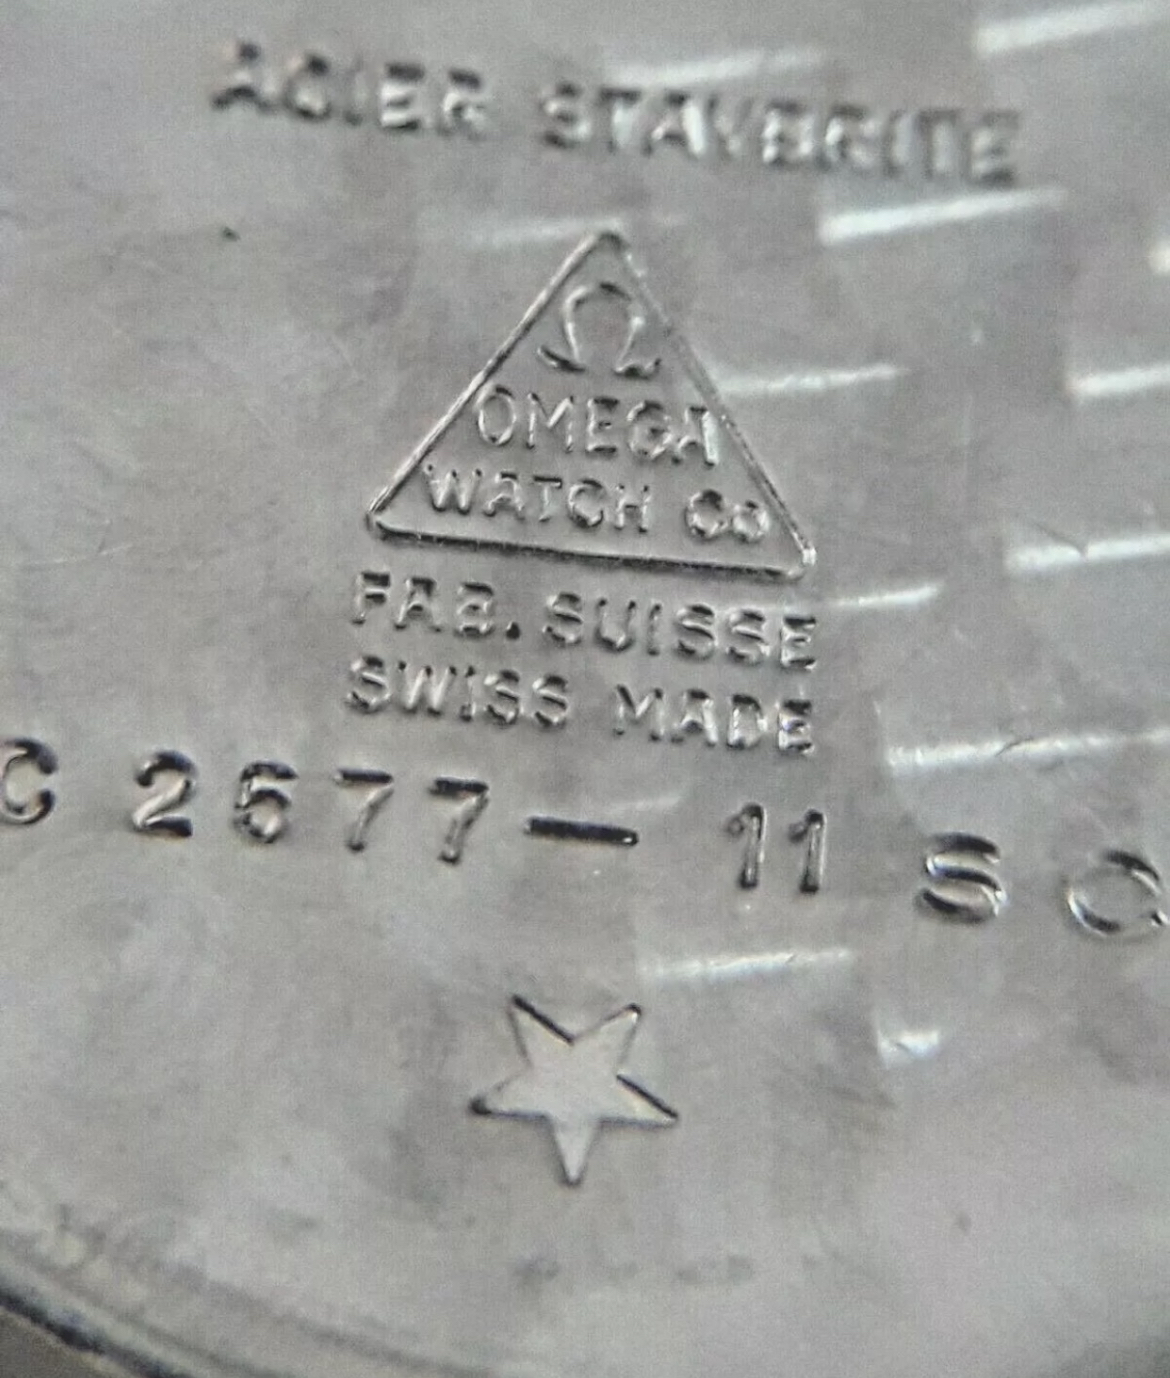 ACIER STAYBRITE
Ω
OMEGA
WATCH Co
FAB. SUISSE
SWISS MADE
C 2677 — 11 SC